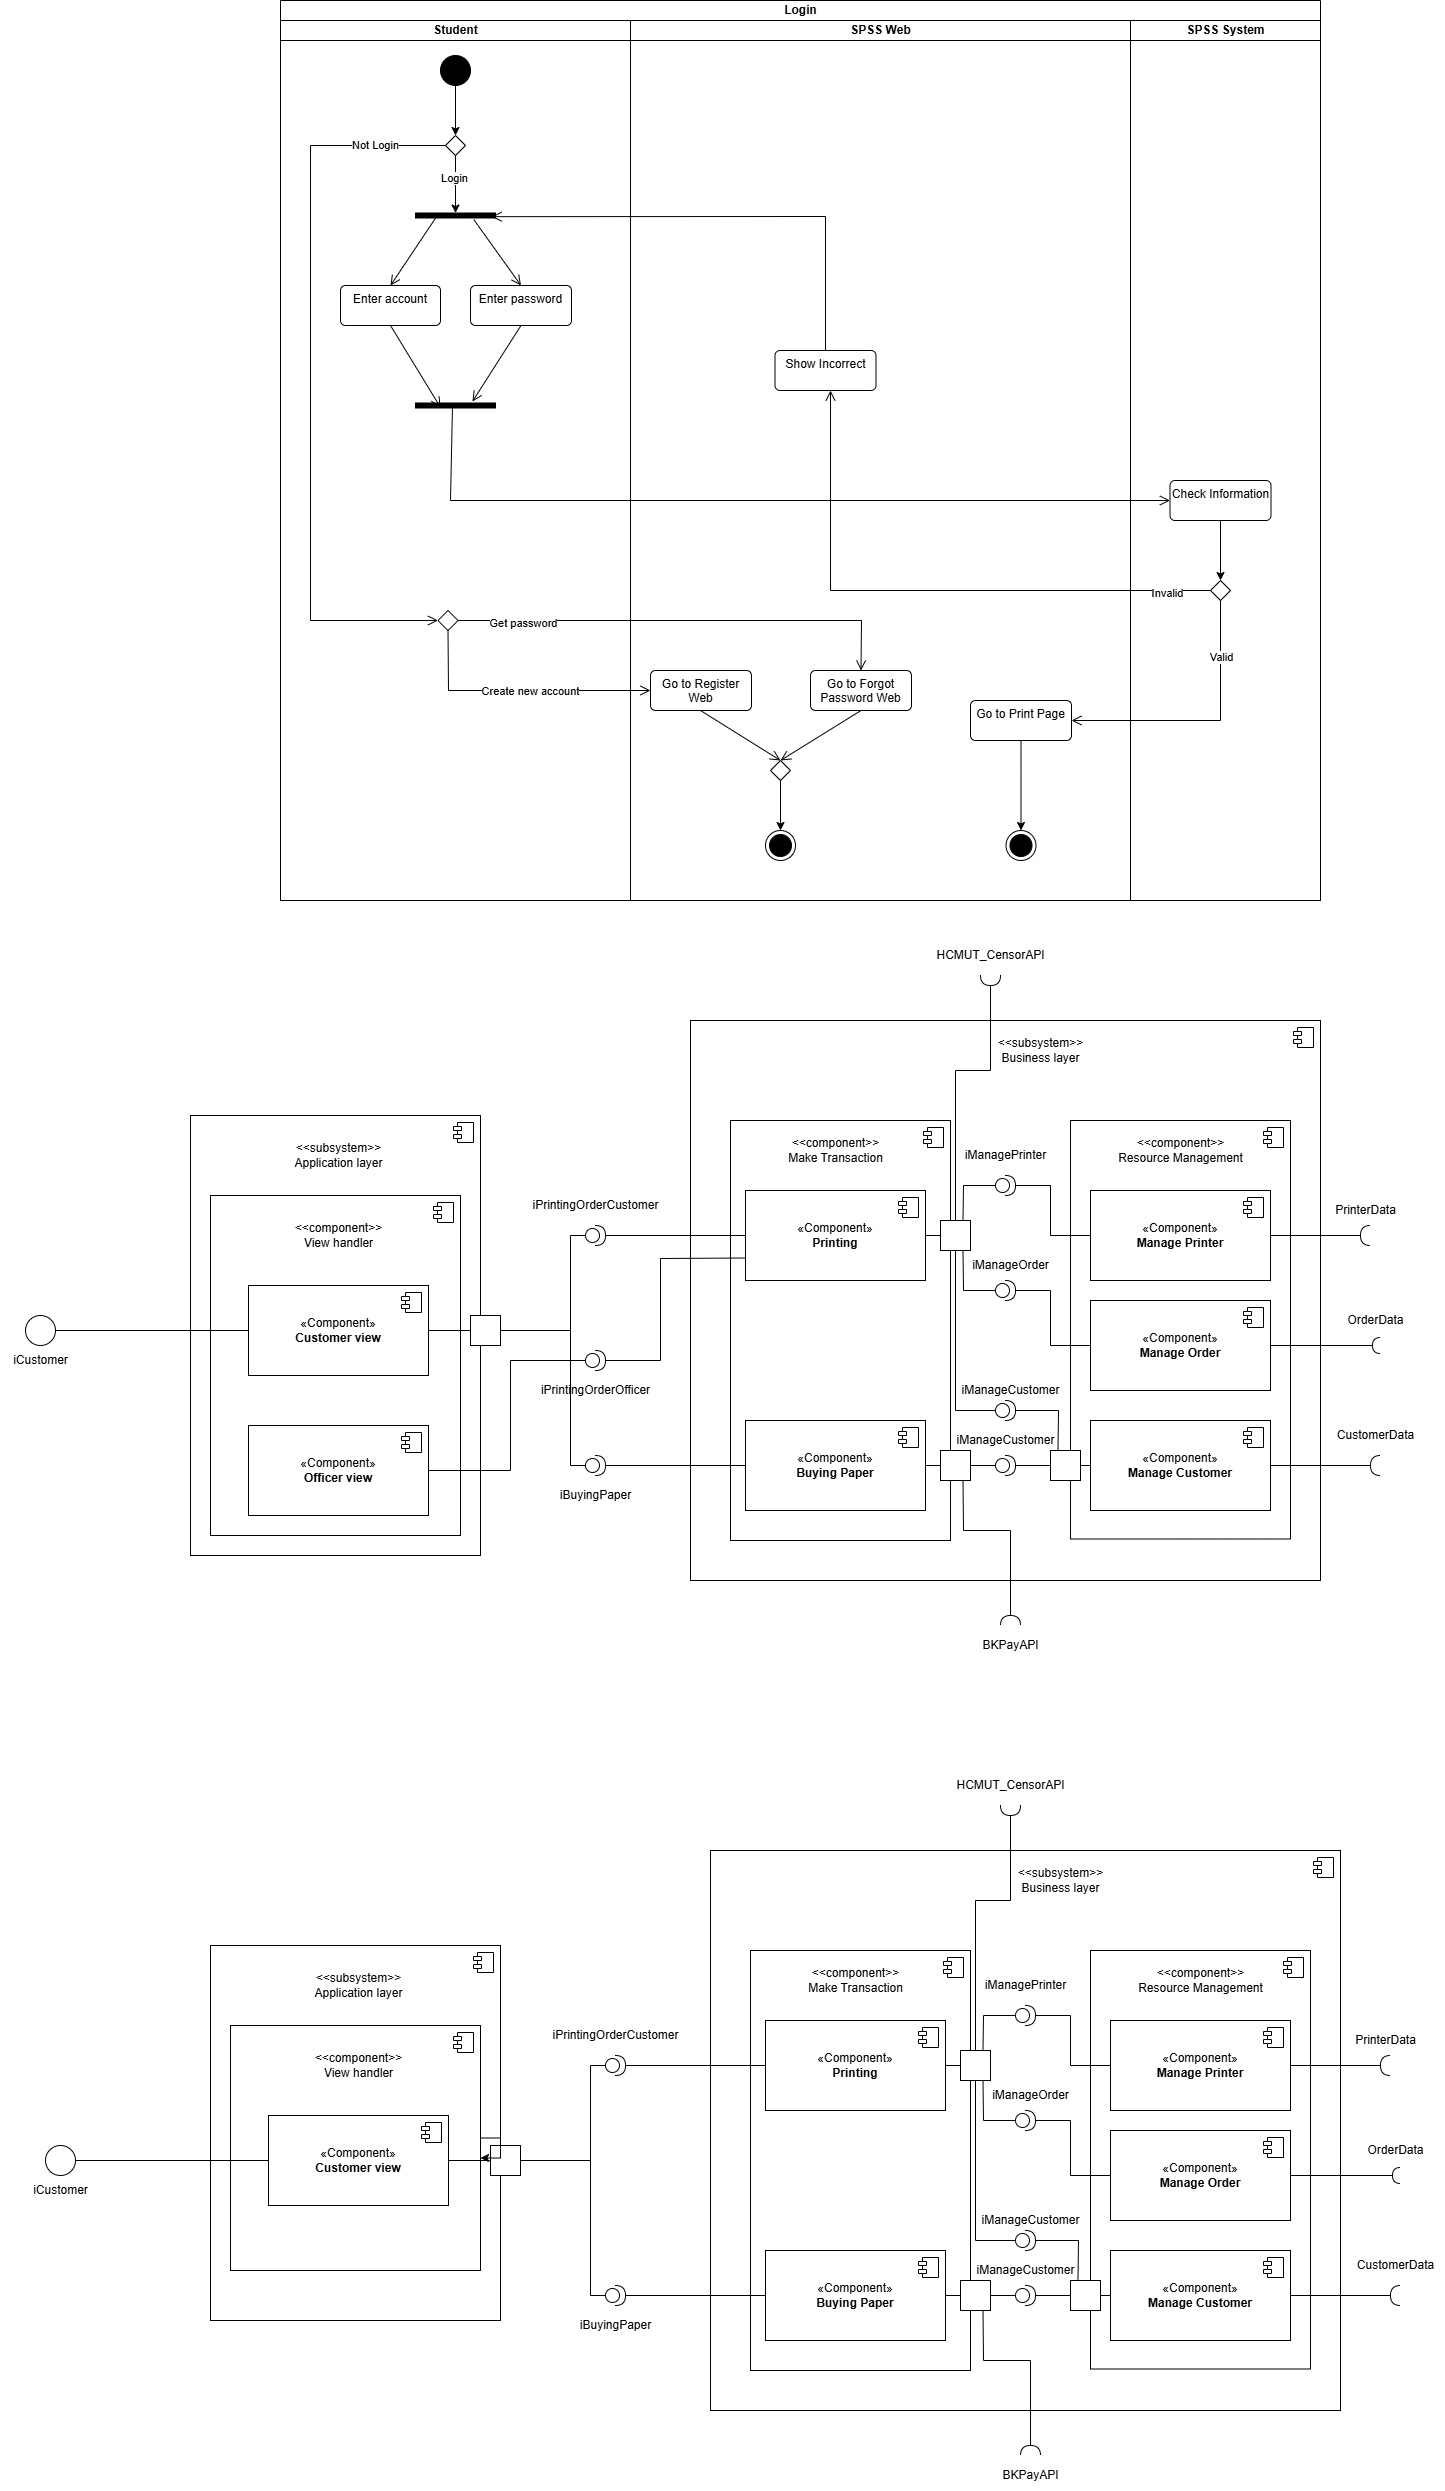 Login
Student
SPSS Web
SPSS System
Not Login
Login
Enter account
Enter password
Show Incorrect
Check Information
Invalid
Get password
Valid
Go to Register
Web
Go to Forgot
Password Web
Create new account
Go to Print Page
HCMUT_CensorAPI
<<subsystem>>
Business layer
<<subsystem>>
Application layer
<<component>>
Make Transaction
iManagePrinter
<<component>>
Resource Management
iPrintingOrderCustomer
PrinterData
<<component>>
View handler
«Component»
Printing
«Component»
Manage Printer
iManageOrder
«Component»
Customer view
OrderData
«Component»
Manage Order
iCustomer
iPrintingOrderOfficer
iManageCustomer
iManageCustomer
CustomerData
«Component»
Officer view
«Component»
Buying Paper
«Component»
Manage Customer
iBuyingPaper
BKPayAPI
HCMUT_CensorAPI
<<subsystem>>
Business layer
<<subsystem>>
Application layer
<<component>>
Make Transaction
iManagePrinter
<<component>>
Resource Management
iPrintingOrderCustomer
PrinterData
<<component>>
View handler
«Component»
Printing
«Component»
Manage Printer
iManageOrder
«Component»
Customer view
OrderData
«Component»
Manage Order
iCustomer
iManageCustomer
iManageCustomer
CustomerData
«Component»
Buying Paper
«Component»
Manage Customer
iBuyingPaper
BKPayAPI